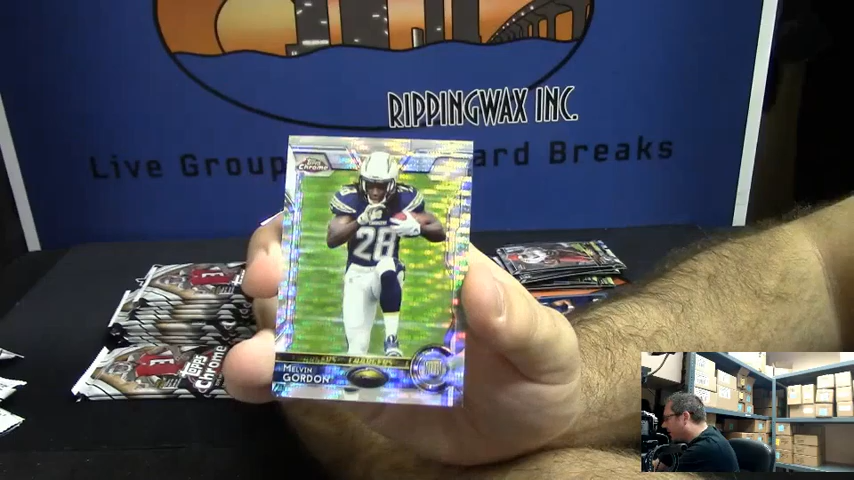 RIPPINGWAX INC.
Live Group ard Breaks
Topps
Chrome
28
CHARGERS
MELVIN
GORDON
Topps
Chrome